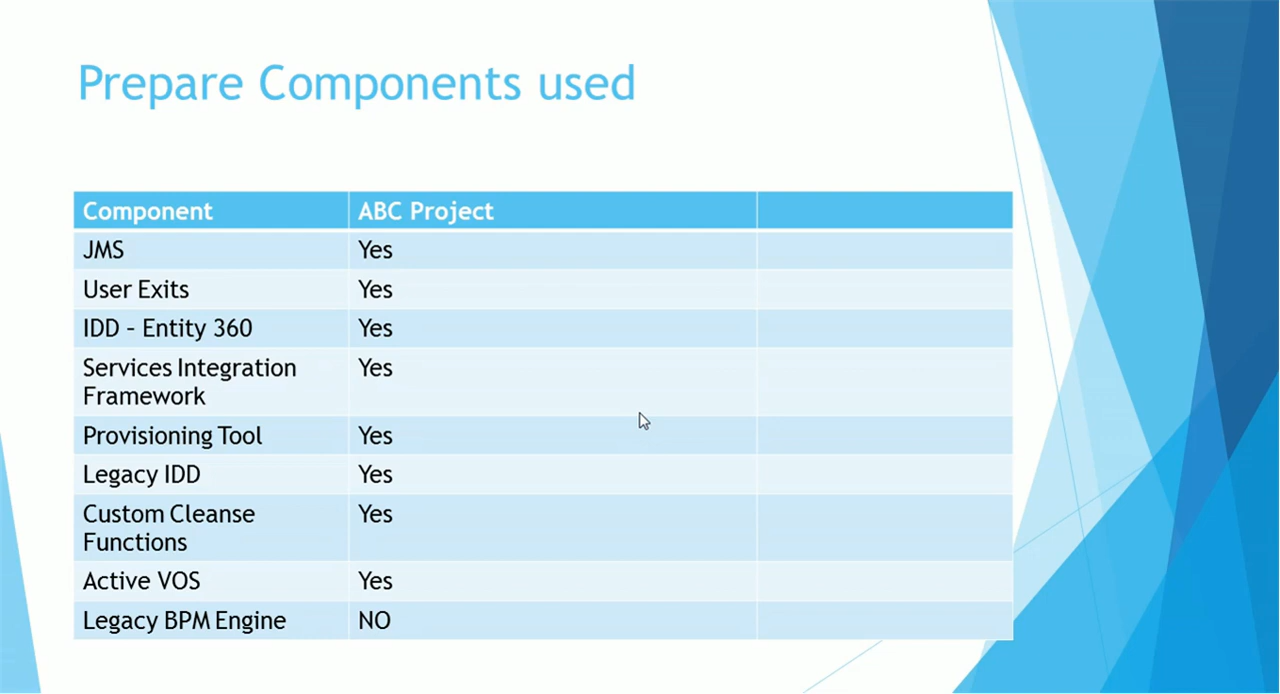 Prepare Components used
Component ABC Project
JMS Yes
User Exits Yes
IDD – Entity 360 Yes
Services Integration Yes
Framework
Provisioning Tool Yes
Legacy IDD Yes
Custom Cleanse Yes
Functions
Active VOS Yes
Legacy BPM Engine NO